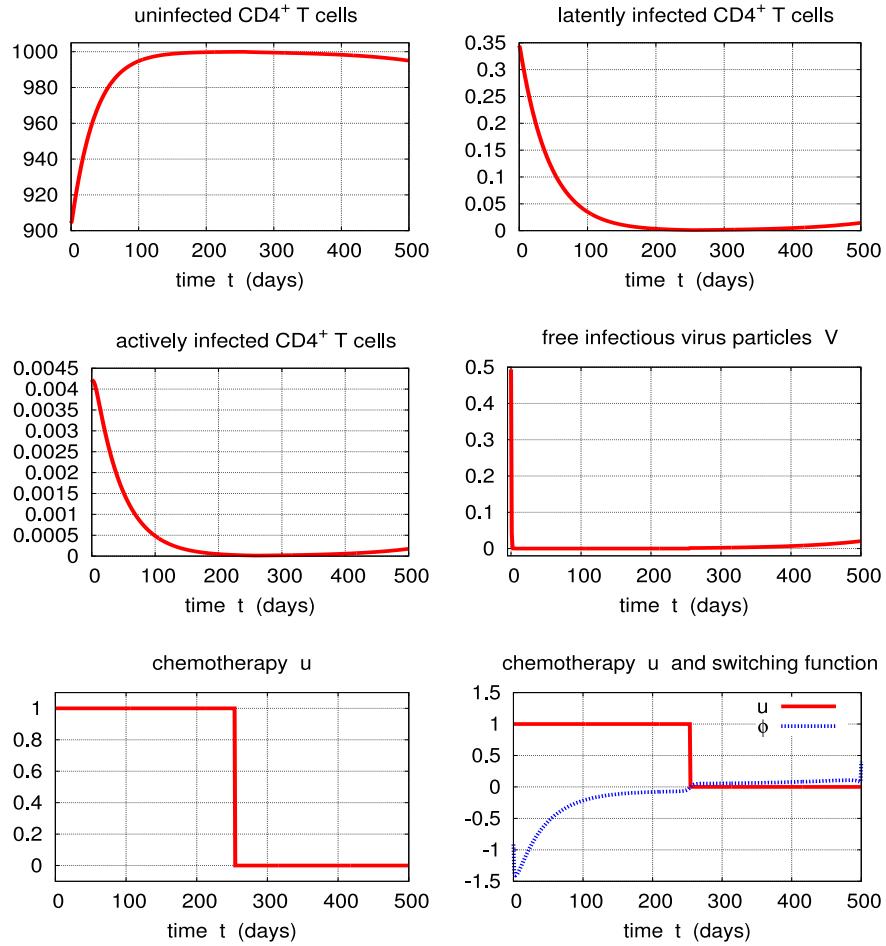 uninfected CD4⁺ T cells
1000
980
960
940
920
900
0 100 200 300 400 500
time t (days)
latently infected CD4⁺ T cells
0.35
0.3
0.25
0.2
0.15
0.1
0.05
0
0 100 200 300 400 500
time t (days)
actively infected CD4⁺ T cells
0.0045
0.004
0.0035
0.003
0.0025
0.002
0.0015
0.001
0.0005
0
0 100 200 300 400 500
time t (days)
free infectious virus particles V
0.5
0.4
0.3
0.2
0.1
0
0 100 200 300 400 500
time t (days)
chemotherapy u
1
0.8
0.6
0.4
0.2
0
0 100 200 300 400 500
time t (days)
chemotherapy u and switching function
1.5
1
0.5
0
-0.5
-1
-1.5
u
ϕ
0 100 200 300 400 500
time t (days)